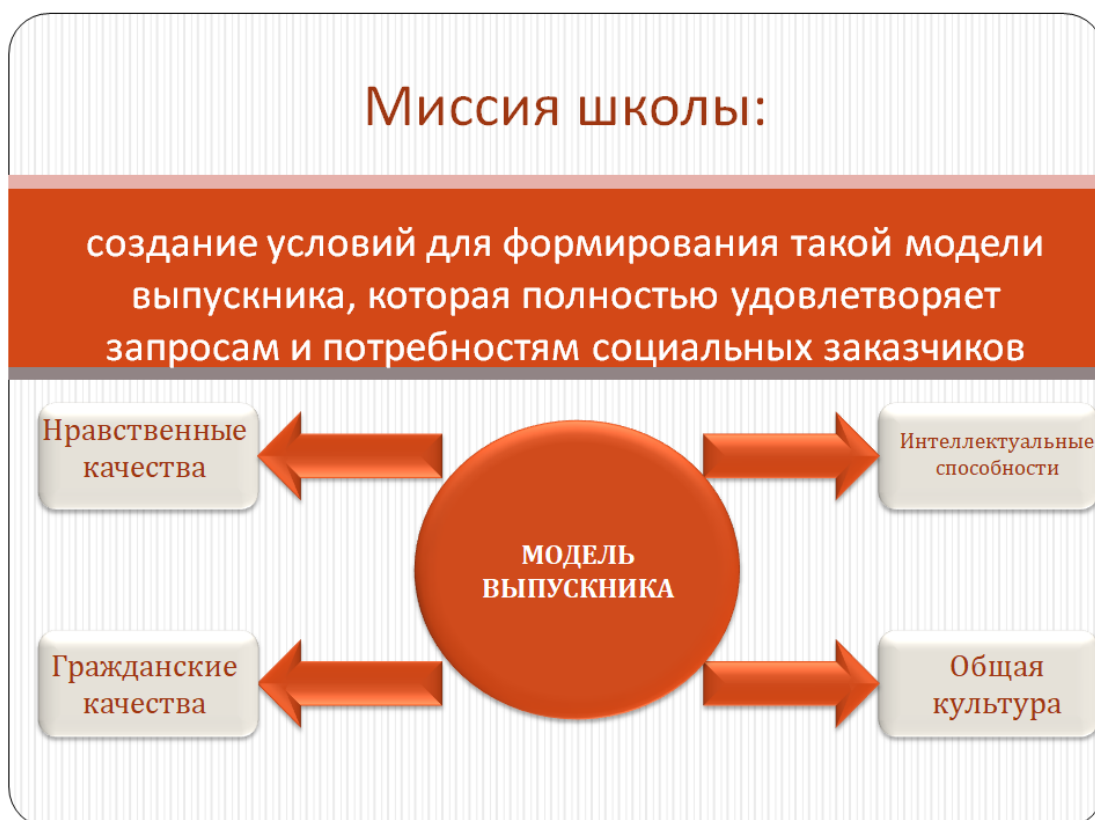 Миссия школы:
создание условий для формирования такой модели
выпускника, которая полностью удовлетворяет
запросам и потребностям социальных заказчиков
Нравственные
качества
Интеллектуальные
способности
МОДЕЛЬ
ВЫПУСКНИКА
Гражданские
качества
Общая
культура